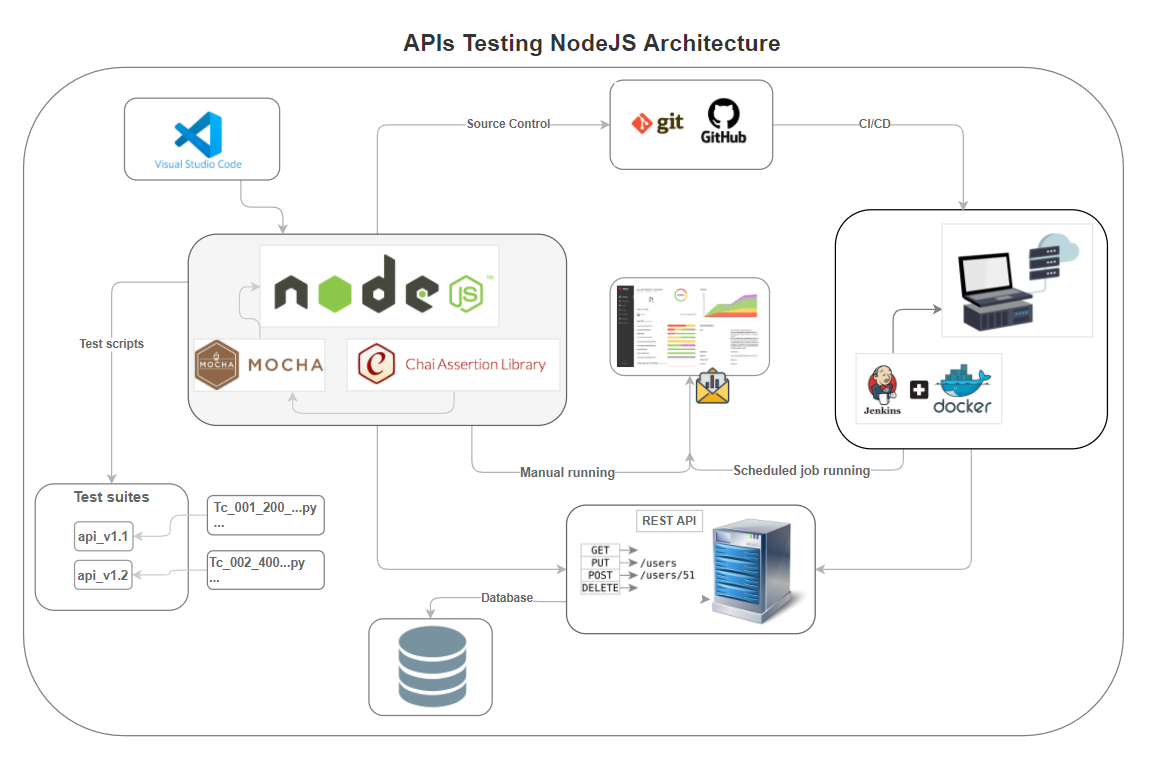 APIs Testing NodeJS Architecture
Visual Studio Code
Source Control
git
GitHub
CI/CD
node
JS
TM
MOCHA
MOCHA
Chai Assertion Library
Test scripts
Jenkins
docker
Manual running
Scheduled job running
Test suites
api_v1.1
api_v1.2
Tc_001_200_...py
...
Tc_002_400...py
...
REST API
GET
PUT
/users
POST
/users/51
DELETE
Database